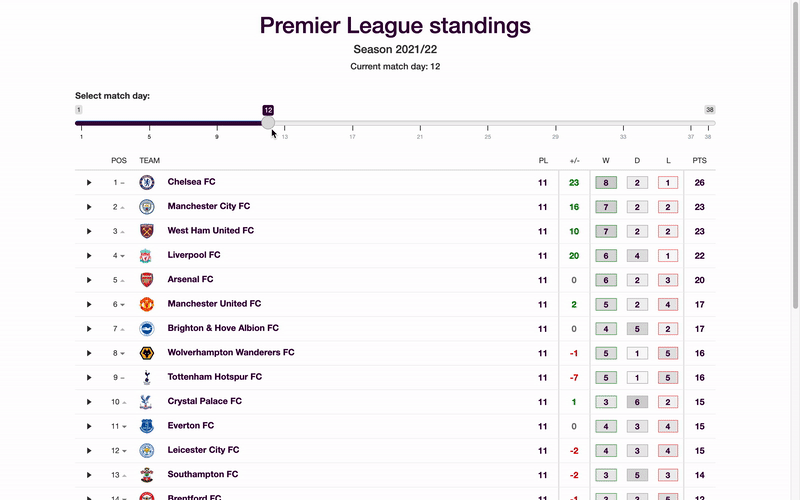 Premier League standings
Season 2021/22
Current match day: 12
Select match day:
1 12 38
1 5 9 13 17 21 25 29 33 37 38
POS TEAM PL +/- W D L PTS
1 Chelsea FC 11 23 8 2 1 26
2 Manchester City FC 11 16 7 2 2 23
3 West Ham United FC 11 10 7 2 2 23
4 Liverpool FC 11 20 6 4 1 22
5 Arsenal FC 11 0 6 2 3 20
6 Manchester United FC 11 2 5 2 4 17
7 Brighton & Hove Albion FC 11 0 4 5 2 17
8 Wolverhampton Wanderers FC 11 -1 5 1 5 16
9 Tottenham Hotspur FC 11 -7 5 1 5 16
10 Crystal Palace FC 11 1 3 6 2 15
11 Everton FC 11 0 4 3 4 15
12 Leicester City FC 11 -2 4 3 4 15
13 Southampton FC 11 -2 3 5 3 14
14 Brentford FC 11 -1 3 3 5 12